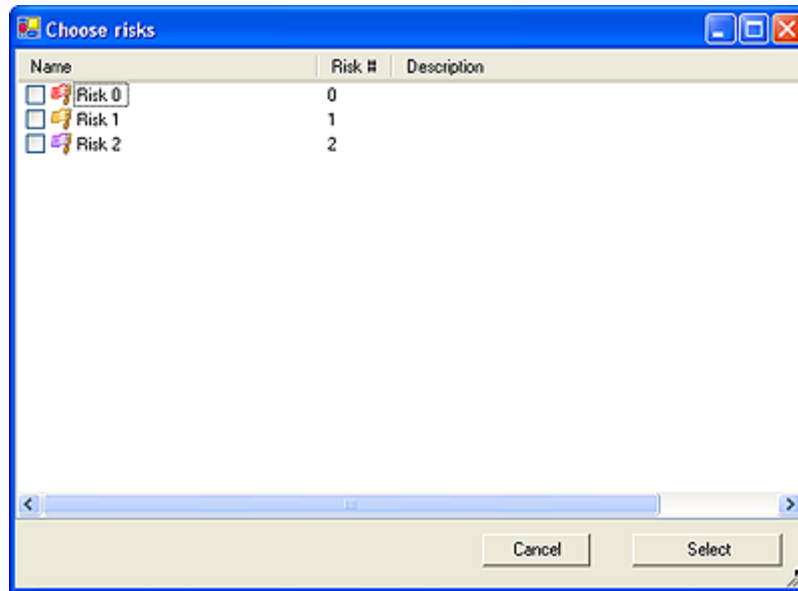 Choose risks
Name Risk # Description
Risk 0 0
Risk 1 1
Risk 2 2
Cancel Select